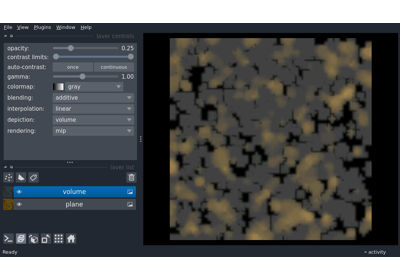 File View Plugins Window Help
layer controls
opacity: 0.25
contrast limits:
auto-contrast: once continuous
gamma: 1.00
colormap: gray
blending: additive
interpolation: linear
depiction: volume
rendering: mip
layer list
volume
plane
Ready
activity